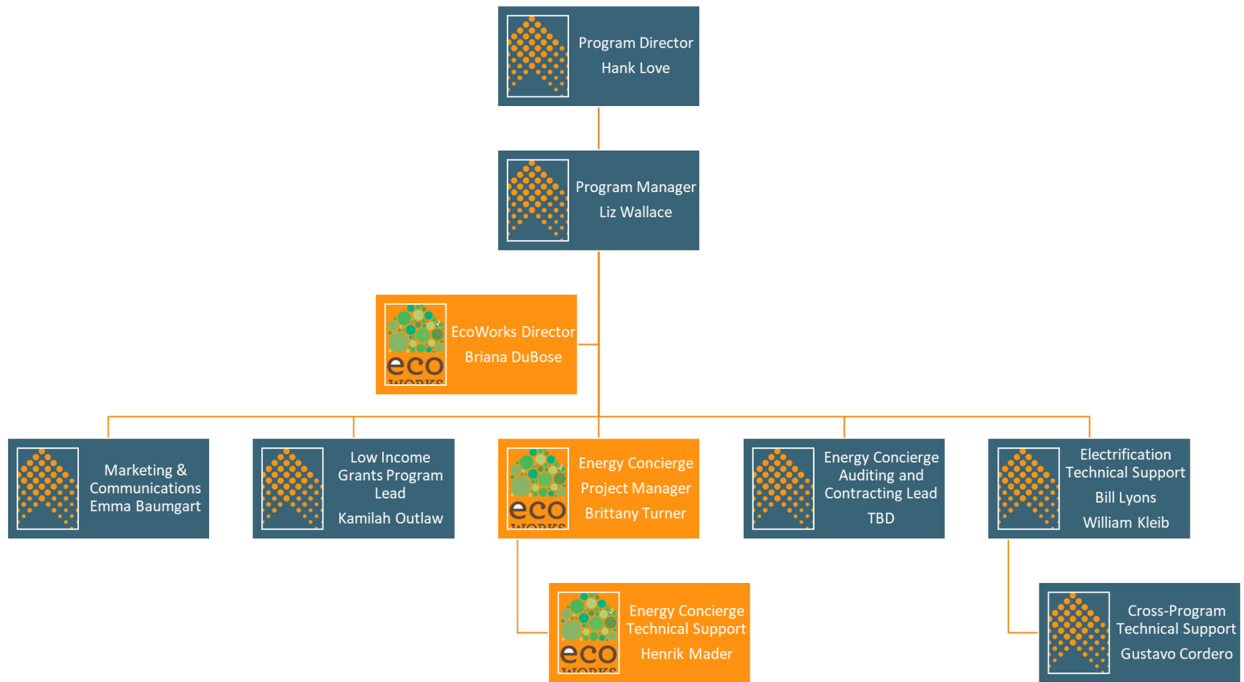 Program Director
Hank Love
Program Manager
Liz Wallace
EcoWorks Director
Briana DuBose
eco
WORKS
Marketing &
Communications
Emma Baumgart
Low Income
Grants Program
Lead
Kamilah Outlaw
Energy Concierge
Project Manager
Brittany Turner
eco
WORKS
Energy Concierge
Auditing and
Contracting Lead
TBD
Electrification
Technical Support
Bill Lyons
William Kleib
Energy Concierge
Technical Support
Henrik Mader
eco
WORKS
Cross-Program
Technical Support
Gustavo Cordero